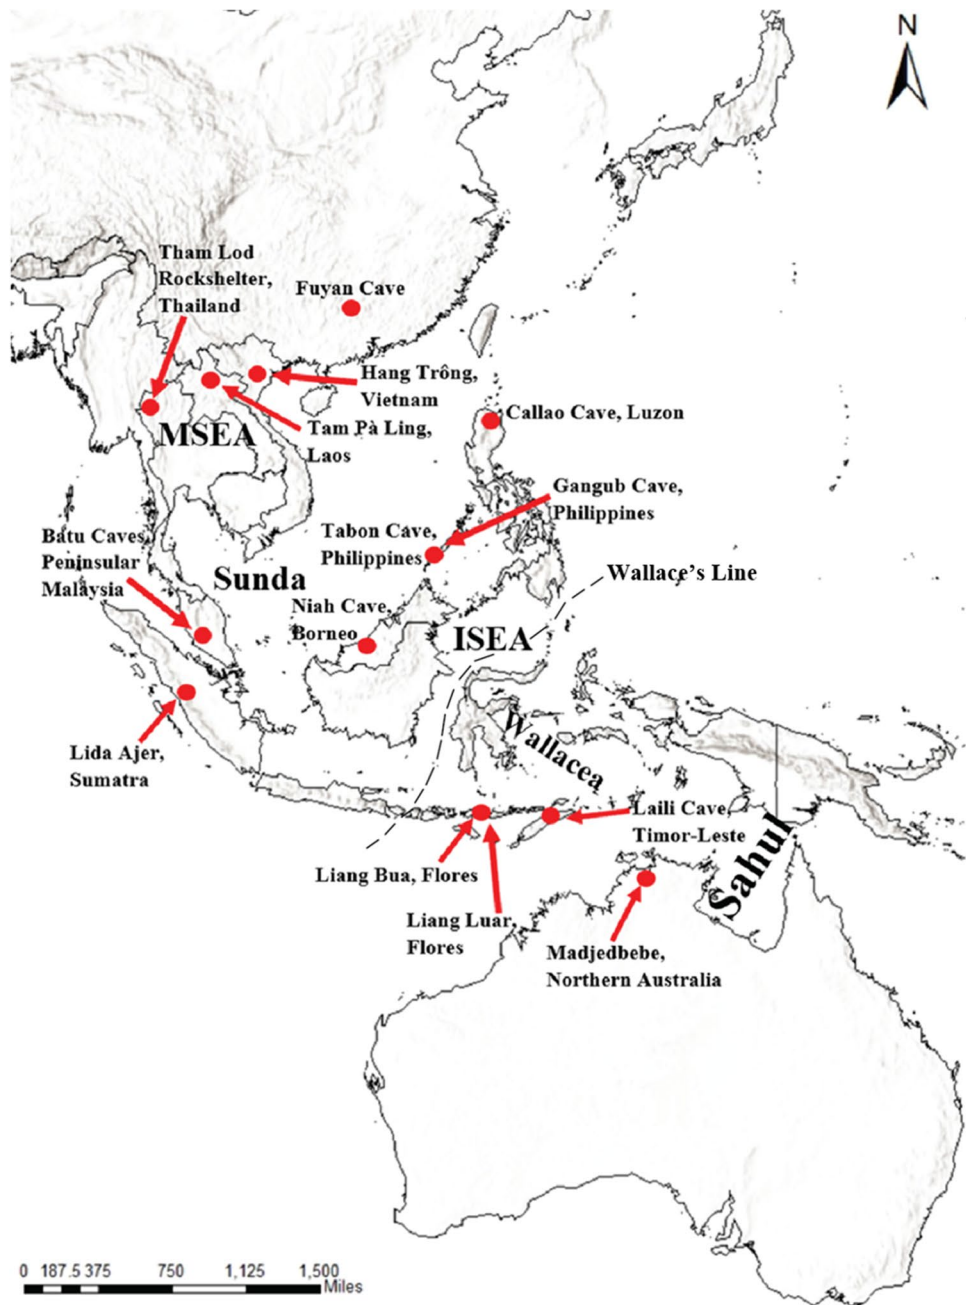 N
Tham Lod
Rockshelter,
Thailand
Fuyan Cave
Hang Trông,
Vietnam
MSEA
Tam Pà Ling,
Laos
Callao Cave, Luzon
Gangub Cave,
Philippines
Tabon Cave,
Philippines
Batu Caves,
Peninsular
Malaysia
Sunda
Wallace's Line
Niah Cave,
Borneo
ISEA
Wallacea
Lida Ajer,
Sumatra
Laili Cave,
Timor-Leste
Sahul
Liang Bua, Flores
Liang Luar,
Flores
Madjedbebe,
Northern Australia
0 187.5 375 750 1,125 1,500
Miles